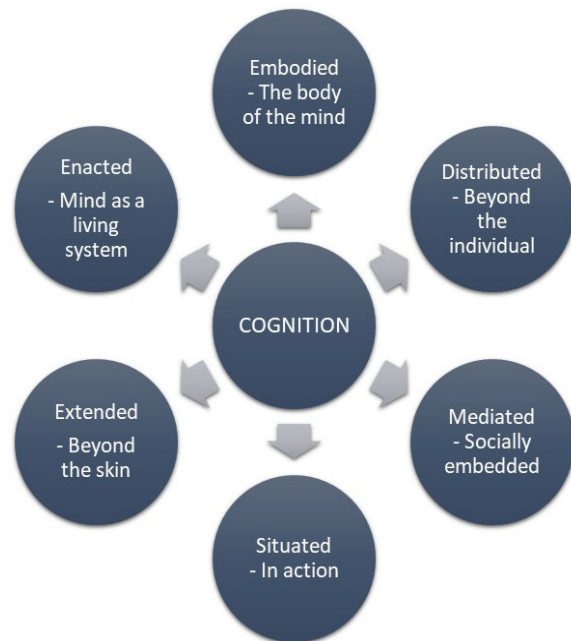 Embodied
- The body
of the mind
Distributed
- Beyond
the
individual
Mediated
- Socially
embedded
Situated
- In action
Extended
- Beyond
the skin
Enacted
- Mind as a
living
system
COGNITION